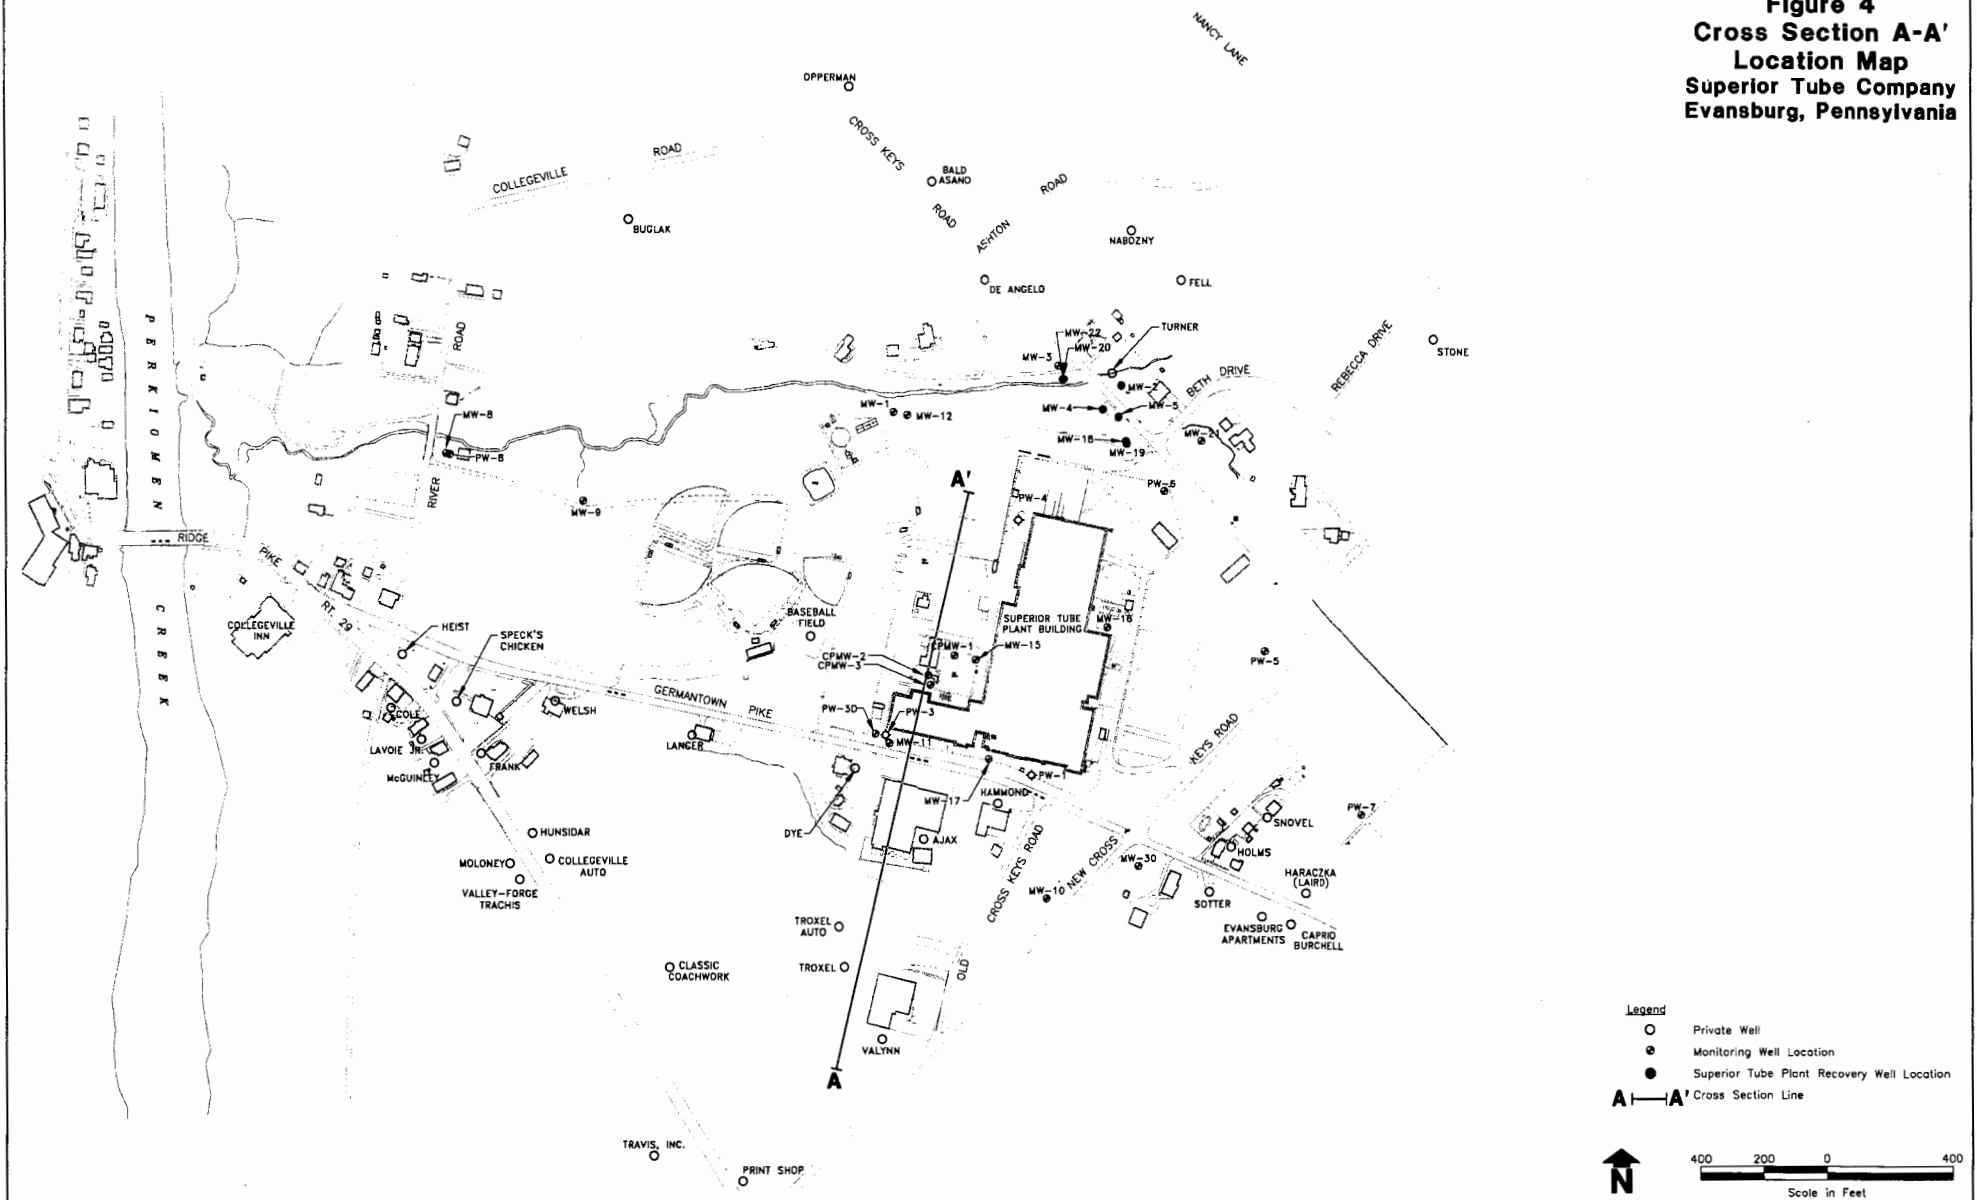 Figure 4
Cross Section A-A'
Location Map
Superior Tube Company
Evansburg, Pennsylvania
NANCY LANE
OPPERMAN
CROSS KEYS
ROAD
COLLEGEVILLE
ROAD
BALD
ASANO
ROAD
ASHTON
BUGLAK
NABOZNY
DE ANGELO
FELL
PERKIOMEN
CREEK
ROAD
RIVER
MW-22
TURNER
MW-20
MW-3
STONE
REBECCA DRIVE
BETH DRIVE
MW-2
MW-1
MW-12
MW-4
MW-5
MW-8
PW-8
MW-18
MW-19
MW-21
A'
PW-4
PW-6
MW-9
RIDGE
PIKE
RT. 29
COLLEGEVILLE
INN
HEIST
SPECK'S
CHICKEN
BASEBALL
FIELD
SUPERIOR TUBE
PLANT BUILDING
MW-16
CPMW-2
CPMW-1
MW-15
CPMW-3
PW-5
GERMANTOWN
PIKE
COLE
WELSH
PW-3D
PW-3
LAVOIE JR.
LANGER
MW-11
FRANK
McGUINLEY
PW-1
KEYS ROAD
MW-17
HAMMOND
PW-7
SNOVEL
DYE
AJAX
HUNSIDAR
HOLMS
MOLONEY
COLLEGEVILLE
AUTO
CROSS KEYS ROAD
NEW CROSS
MW-30
MW-10
HARACZKA
(LAIRD)
VALLEY-FORGE
TRACHIS
SOTTER
TROXEL
AUTO
EVANSBURG
APARTMENTS
CAPRIO
BURCHELL
CLASSIC
COACHWORK
TROXEL
OLD
VALYNN
A
TRAVIS, INC.
PRINT SHOP
Legend
Private Well
Monitoring Well Location
Superior Tube Plant Recovery Well Location
A A' Cross Section Line
N
400 200 0 400
Scale in Feet